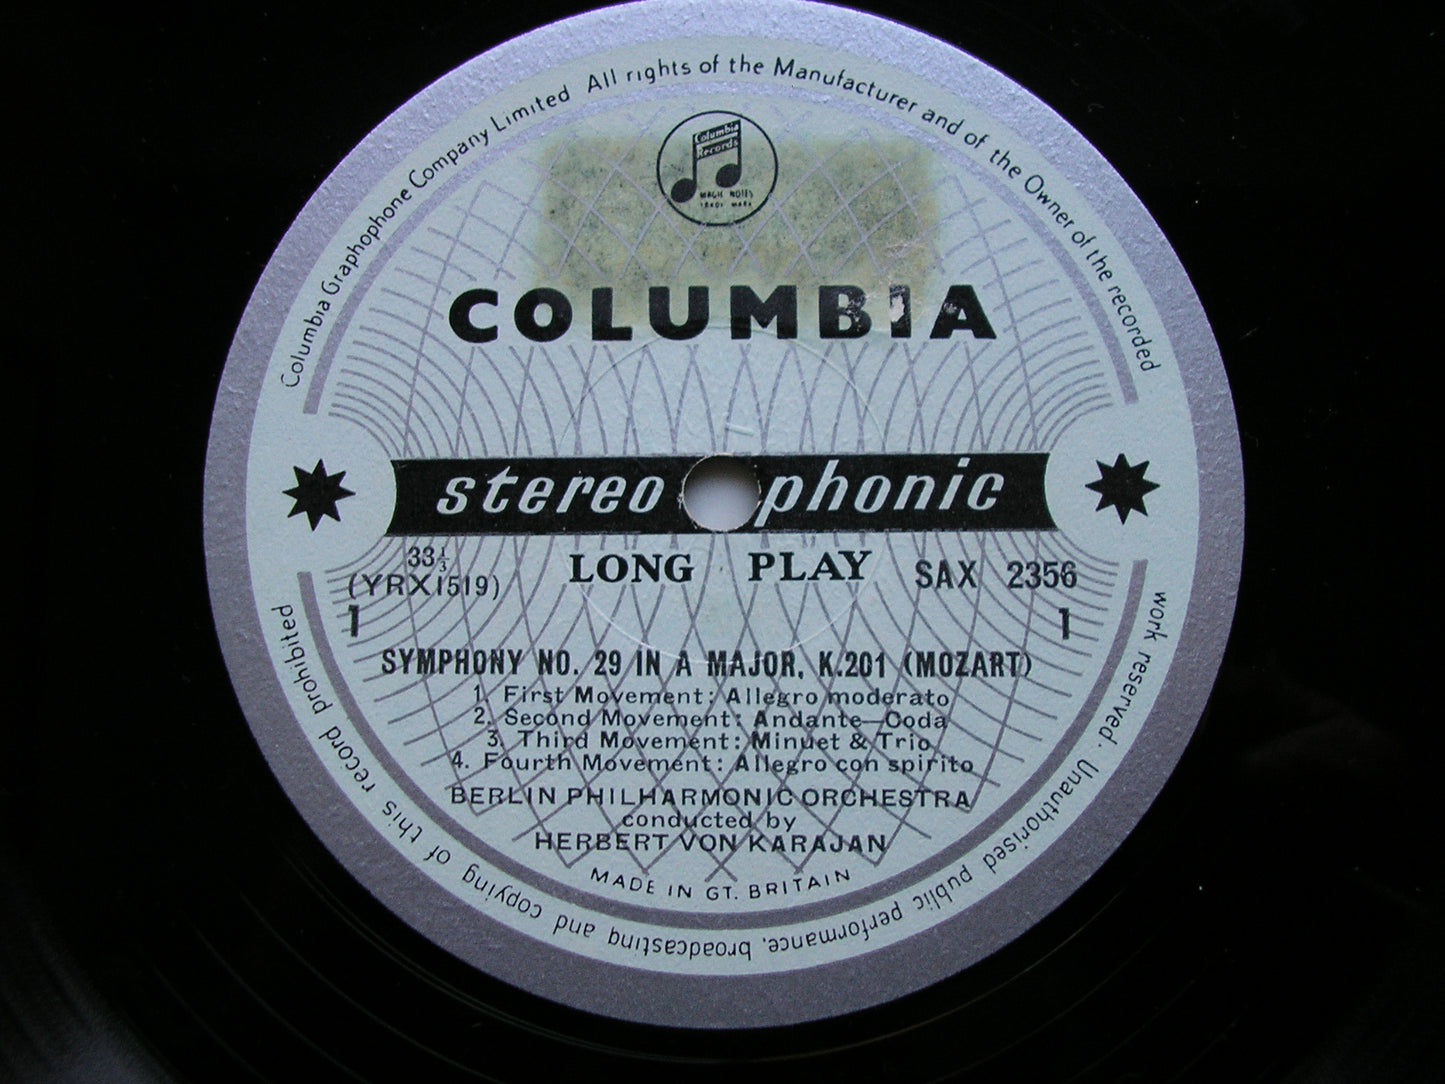 Columbia Graphophone Company Limited All rights of the Manufacturer and of the Owner of the recorded work reserved. Unauthorised public performance, broadcasting and copying of this record prohibited
Columbia
Records
MAGIC NOTES
TRADE MARK
COLUMBIA
stereophonic
33⅓ LONG PLAY SAX 2356
(YRX1519)
1 1
SYMPHONY NO. 29 IN A MAJOR, K.201 (MOZART)
1. First Movement: Allegro moderato
2. Second Movement: Andante—Coda
3. Third Movement: Minuet & Trio
4. Fourth Movement: Allegro con spirito
BERLIN PHILHARMONIC ORCHESTRA
conducted by
HERBERT VON KARAJAN
MADE IN GT. BRITAIN